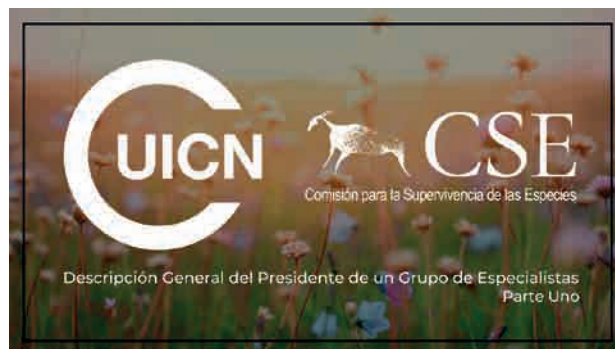 UICN
CSE
Comisión para la Supervivencia de las Especies
Descripción General del Presidente de un Grupo de Especialistas
Parte Uno